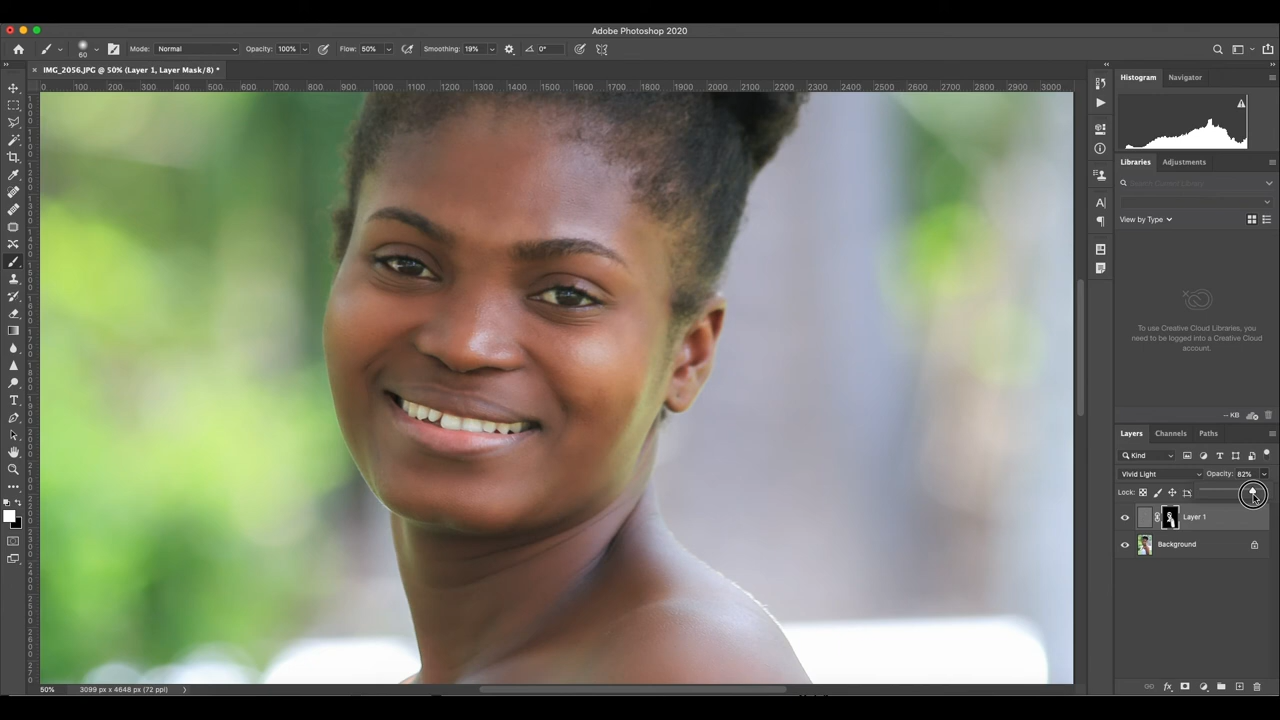 Adobe Photoshop 2020
60
Mode: Normal
Opacity: 100%
Flow: 50%
Smoothing: 19%
0°
× IMG_2056.JPG @ 50% (Layer 1, Layer Mask/8) *
0 100 200 300 400 500 600 700 800 900 1000 1100 1200 1300 1400 1500 1600 1700 1800 1900 2000 2100 2200 2300 2400 2500 2600 2700 2800 2900 3000
Histogram
Navigator
Libraries
Adjustments
Search Current Library
View by Type
To use Creative Cloud Libraries, you
need to be logged into a Creative Cloud
account.
-- KB
Layers
Channels
Paths
Kind
Vivid Light
Opacity: 82%
Lock:
Layer 1
Background
50%
3099 px x 4648 px (72 ppi)